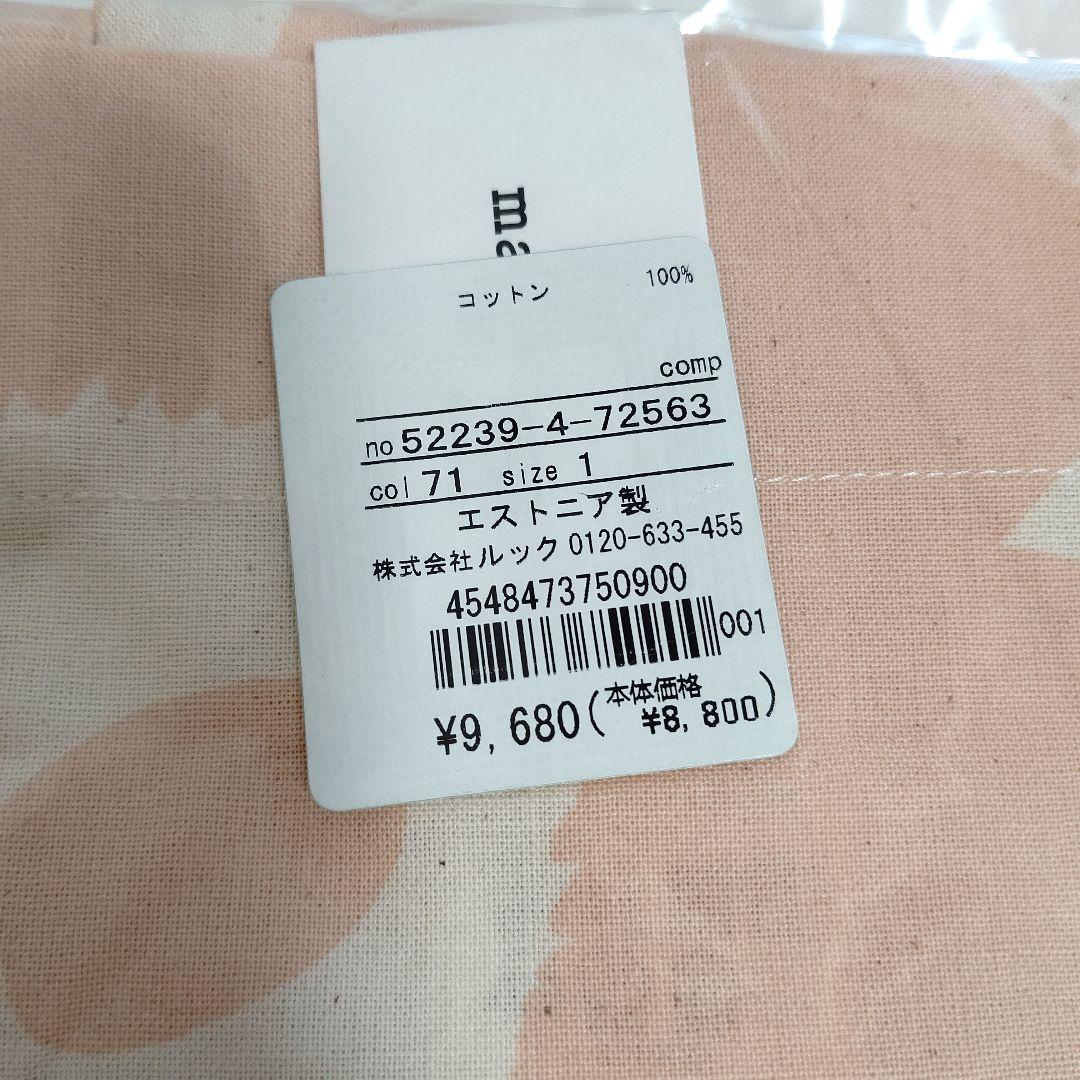 ma
コットン 100%
comp
no 52239-4-72563
col 71 size 1
エストニア製
株式会社ルック 0120-633-455
4548473750900
001
¥9,680(本体価格 ¥8,800)